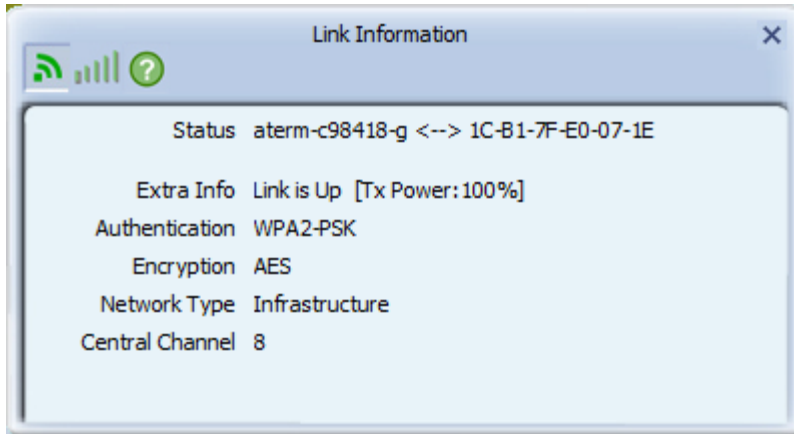 Link Information
?
Status aterm-c98418-g <--> 1C-B1-7F-E0-07-1E
Extra Info Link is Up [Tx Power:100%]
Authentication WPA2-PSK
Encryption AES
Network Type Infrastructure
Central Channel 8